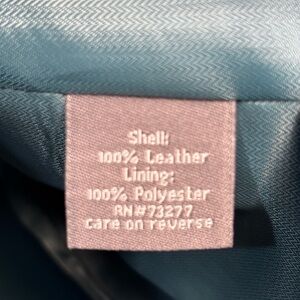 Shell:
100% Leather
Lining:
100% Polyester
RN#73277
care on reverse